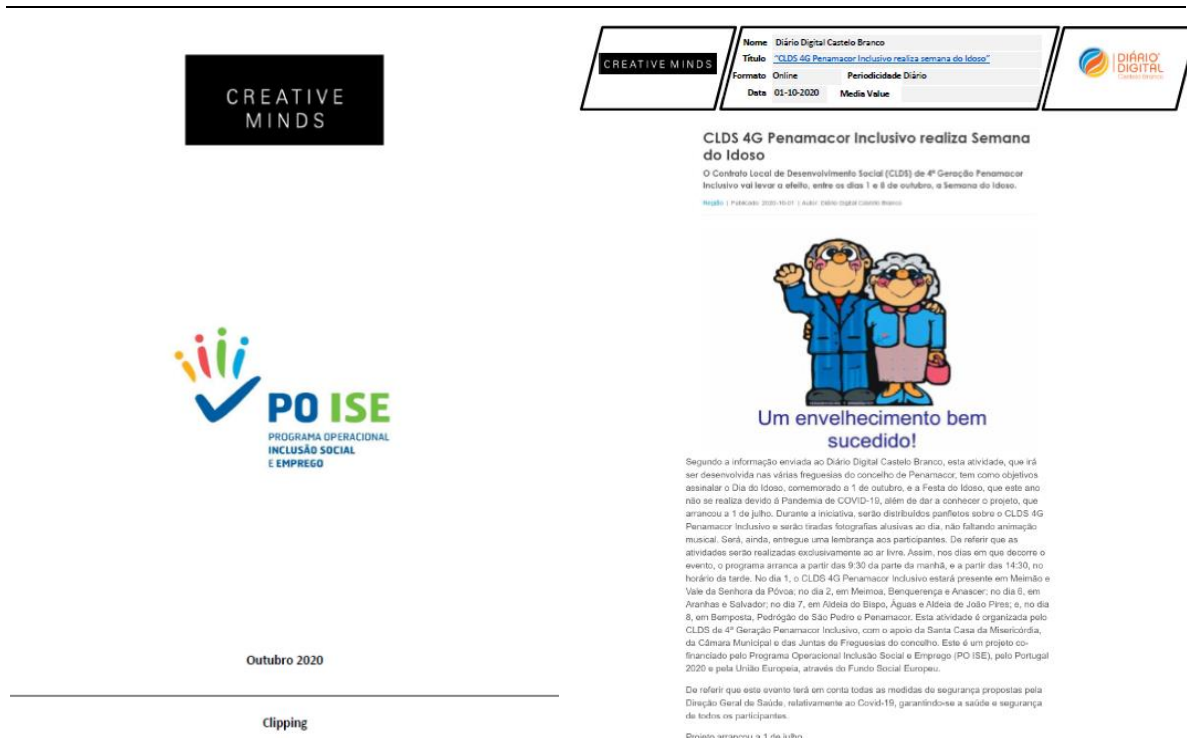 CREATIVE
MINDS
PO ISE
PROGRAMA OPERACIONAL
INCLUSÃO SOCIAL
E EMPREGO
Outubro 2020
Clipping
CREATIVE MINDS
Nome Diário Digital Castelo Branco
Título "CLDS 4G Penamacor Inclusivo realiza semana do Idoso"
Formato Online Periodicidade Diário
Data 01-10-2020 Media Value
DIÁRIO
DIGITAL
Castelo Branco
CLDS 4G Penamacor Inclusivo realiza Semana
do Idoso
O Contrato Local de Desenvolvimento Social (CLDS) de 4ª Geração Penamacor
Inclusivo vai levar a efeito, entre os dias 1 e 8 de outubro, a Semana do Idoso.
Região | Publicado: 2020-10-01 | Autor: Diário Digital Castelo Branco
Um envelhecimento bem
sucedido!
Segundo a informação enviada ao Diário Digital Castelo Branco, esta atividade, que irá
ser desenvolvida nas várias freguesias do concelho de Penamacor, tem como objetivos
assinalar o Dia do Idoso, comemorado a 1 de outubro, e a Festa do Idoso, que este ano
não se realiza devido à Pandemia de COVID-19, além de dar a conhecer o projeto, que
arrancou a 1 de julho. Durante a iniciativa, serão distribuídos panfletos sobre o CLDS 4G
Penamacor Inclusivo e serão tiradas fotografias alusivas ao dia, não faltando animação
musical. Será, ainda, entregue uma lembrança aos participantes. De referir que as
atividades serão realizadas exclusivamente ao ar livre. Assim, nos dias em que decorre o
evento, o programa arranca a partir das 9:30 da parte da manhã, e a partir das 14:30, no
horário da tarde. No dia 1, o CLDS 4G Penamacor Inclusivo estará presente em Meimão e
Vale da Senhora da Póvoa; no dia 2, em Meimoa, Benquerença e Anascer; no dia 6, em
Aranhas e Salvador; no dia 7, em Aldeia do Bispo, Águas e Aldeia de João Pires; e, no dia
8, em Bemposta, Pedrógão de São Pedro e Penamacor. Esta atividade é organizada pelo
CLDS de 4ª Geração Penamacor Inclusivo, com o apoio da Santa Casa da Misericórdia,
da Câmara Municipal e das Juntas de Freguesias do concelho. Este é um projeto co-
financiado pelo Programa Operacional Inclusão Social e Emprego (PO ISE), pelo Portugal
2020 e pela União Europeia, através do Fundo Social Europeu.
De referir que este evento terá em conta todas as medidas de segurança propostas pela
Direção Geral de Saúde, relativamente ao Covid-19, garantindo-se a saúde e segurança
de todos os participantes.
Projeto arrancou a 1 de julho